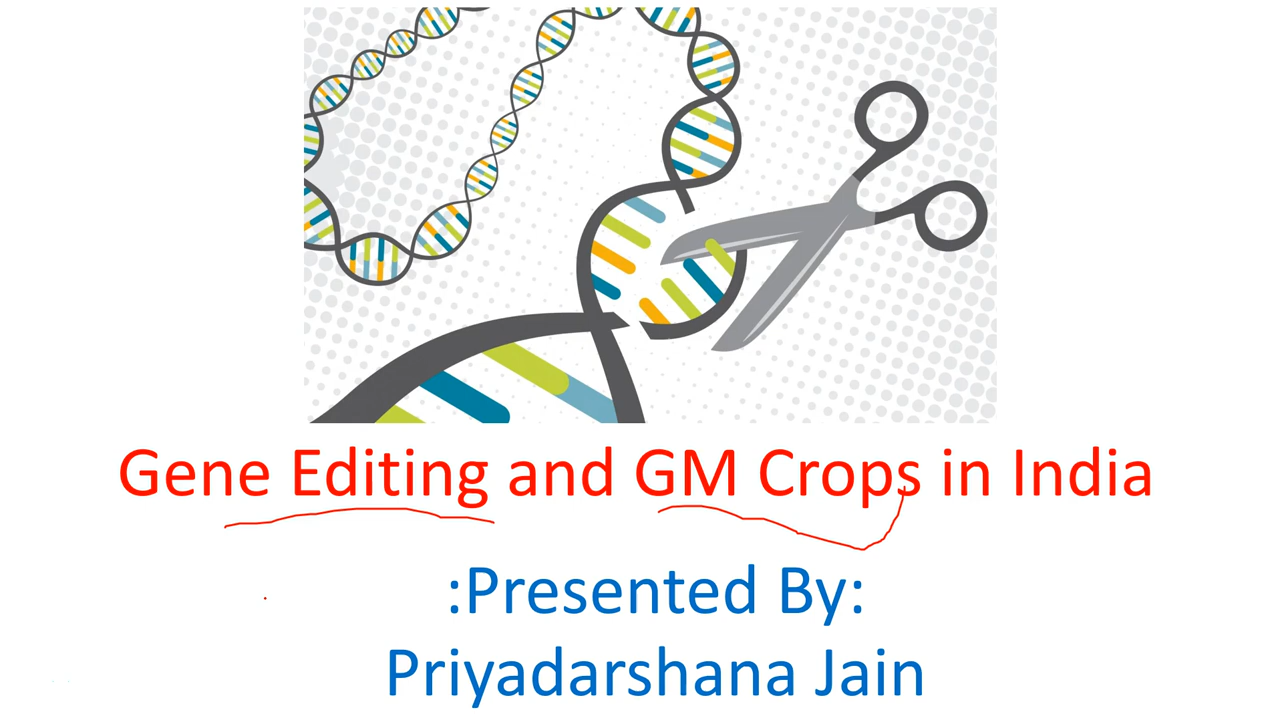 Gene Editing and GM Crops in India
:Presented By:
Priyadarshana Jain